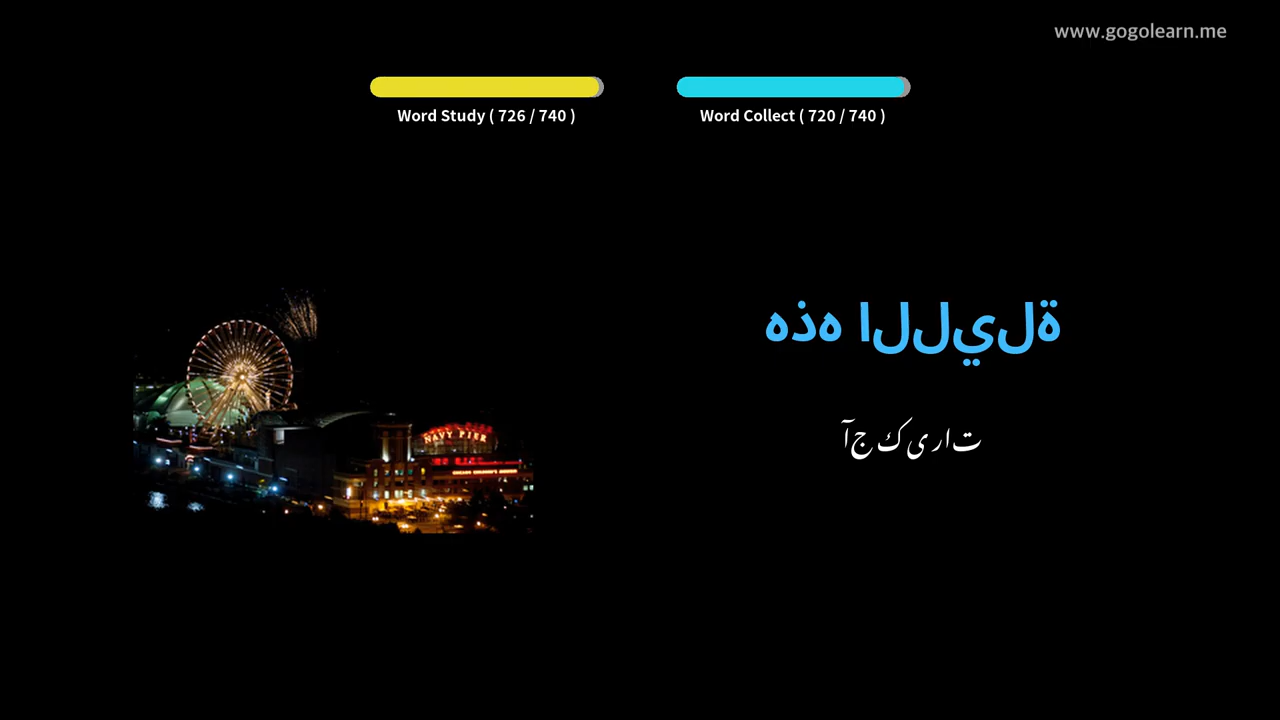 www.gogolearn.me
Word Study ( 726 / 740 )
Word Collect ( 720 / 740 )
هذه الليلة
آج کی رات
NAVY PIER